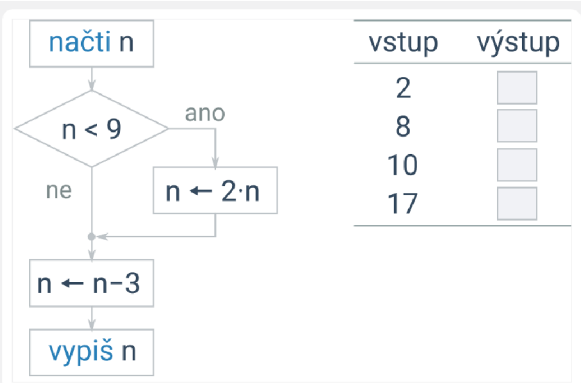 načti n
n < 9
ano
ne
n ← 2·n
n ← n−3
vypiš n
vstup výstup
2
8
10
17